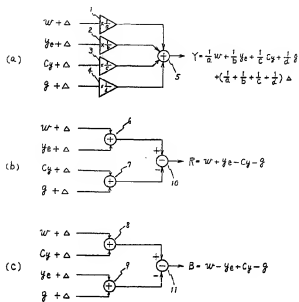 (a)
w + Δ
1
ye + Δ
2
Cy + Δ
3
g + Δ
4
5
Y = 1/a w + 1/b ye + 1/c Cy + 1/d g
+ (1/a + 1/b + 1/c + 1/d) Δ
(b)
w + Δ
ye + Δ
6
Cy + Δ
g + Δ
7
+
-
10
R = w + ye - Cy - g
(C)
w + Δ
Cy + Δ
8
ye + Δ
g + Δ
9
+
-
11
B = w - ye + Cy - g